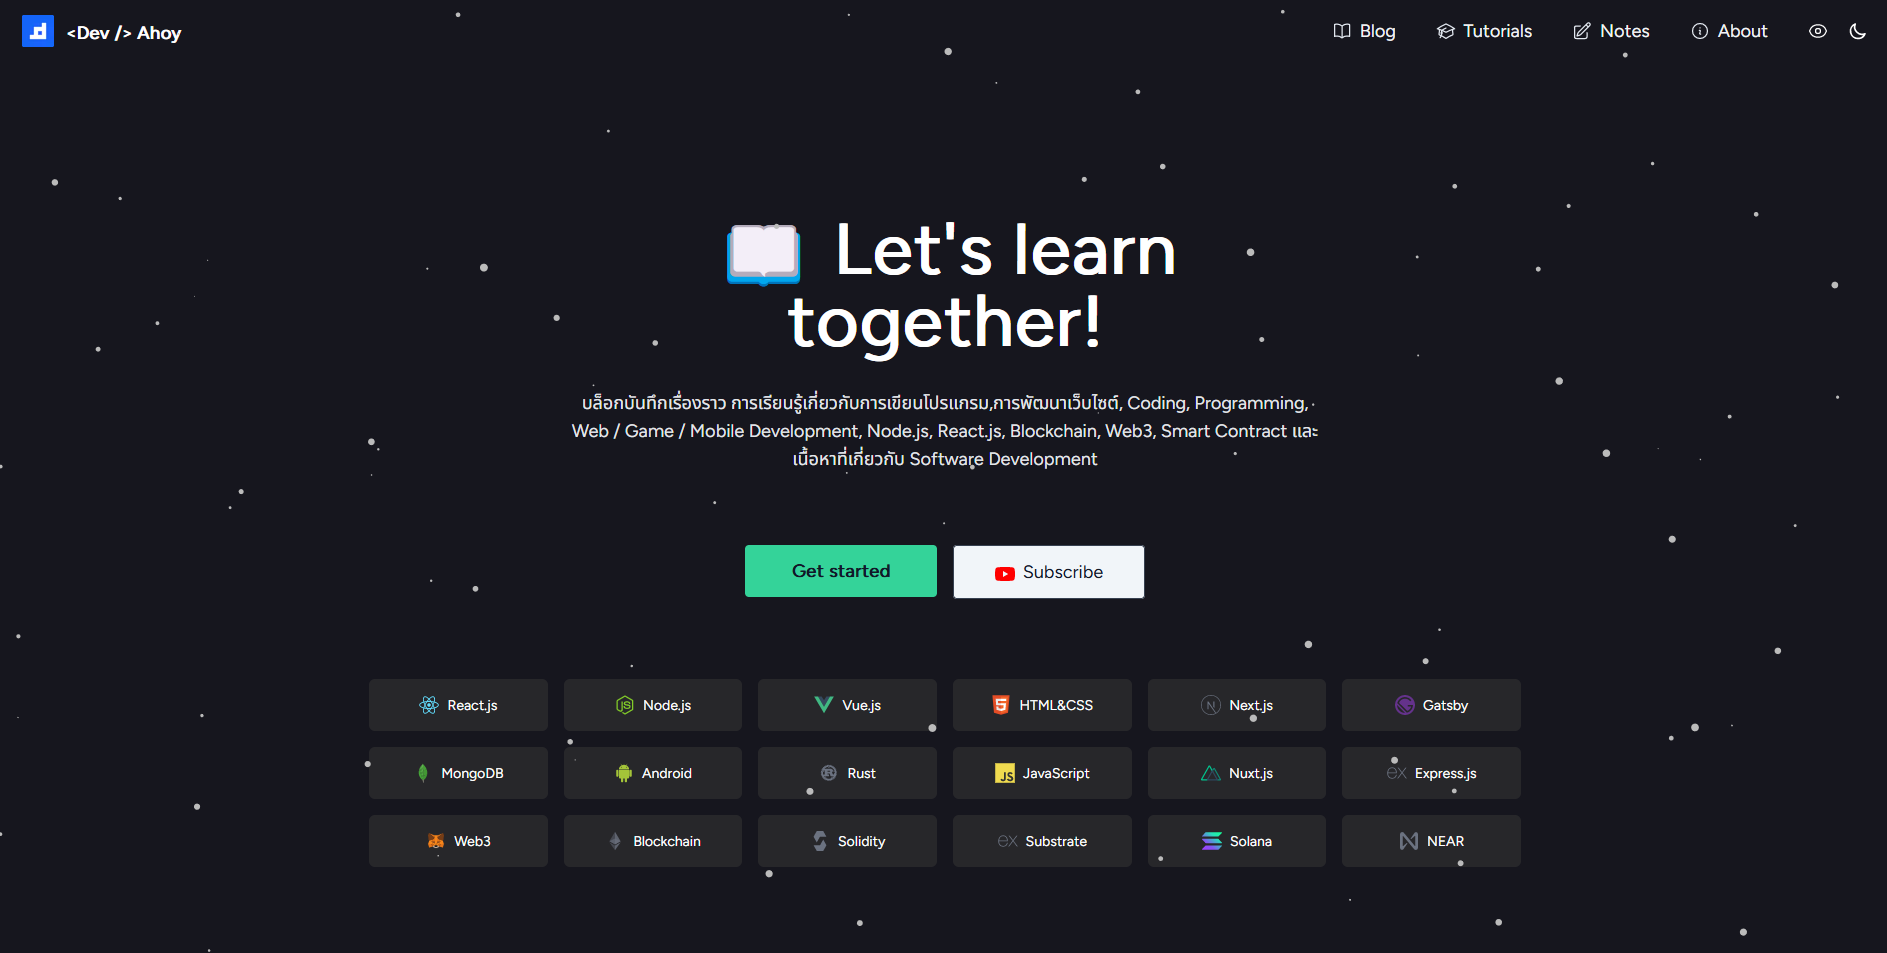 <Dev /> Ahoy
Blog
Tutorials
Notes
About
Let's learn
together!
บล็อกบันทึกเรื่องราว การเรียนรู้เกี่ยวกับการเขียนโปรแกรม,การพัฒนาเว็บไซต์, Coding, Programming,
Web / Game / Mobile Development, Node.js, React.js, Blockchain, Web3, Smart Contract และ
เนื้อหาที่เกี่ยวกับ Software Development
Get started
Subscribe
React.js
Node.js
Vue.js
HTML&CSS
Next.js
Gatsby
MongoDB
Android
Rust
JavaScript
Nuxt.js
Express.js
Web3
Blockchain
Solidity
Substrate
Solana
NEAR